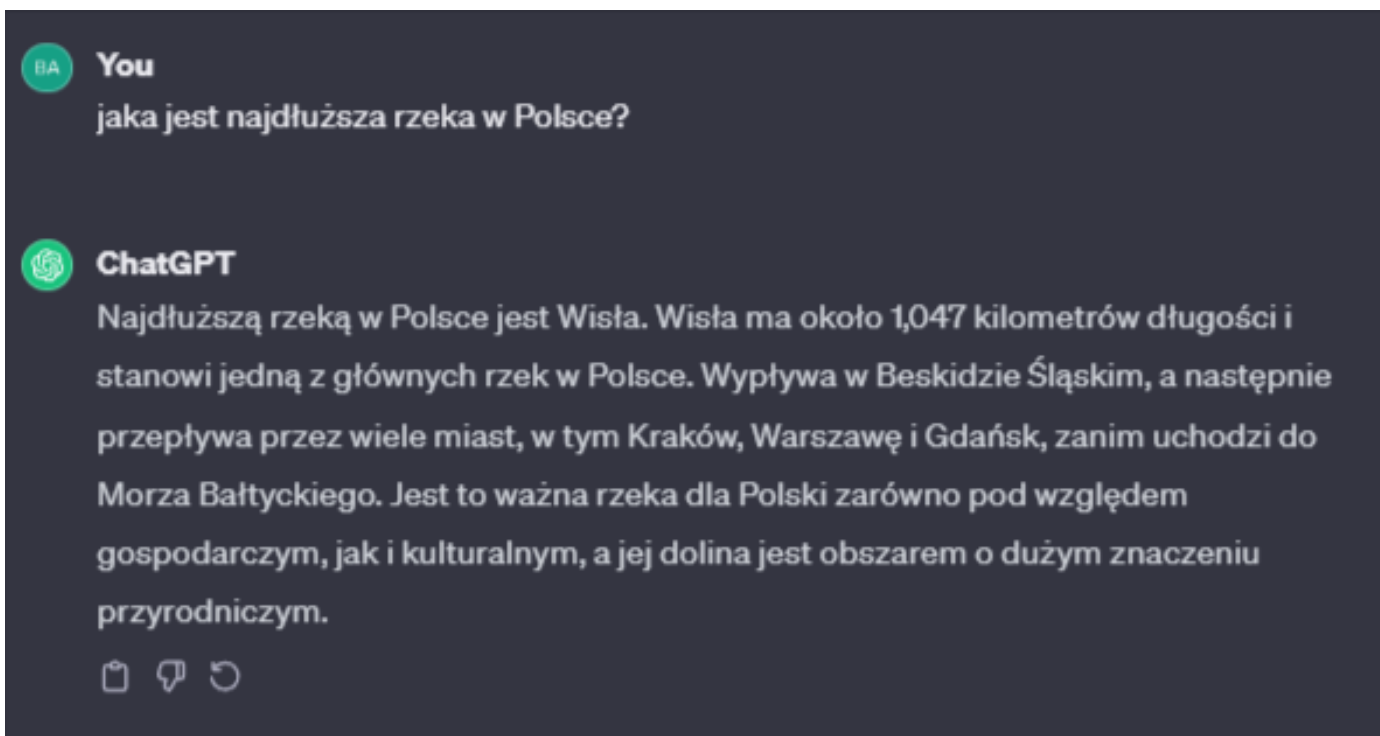 BA
You
jaka jest najdłuższa rzeka w Polsce?
ChatGPT
Najdłuższą rzeką w Polsce jest Wisła. Wisła ma około 1,047 kilometrów długości i
stanowi jedną z głównych rzek w Polsce. Wypływa w Beskidzie Śląskim, a następnie
przepływa przez wiele miast, w tym Kraków, Warszawę i Gdańsk, zanim uchodzi do
Morza Bałtyckiego. Jest to ważna rzeka dla Polski zarówno pod względem
gospodarczym, jak i kulturalnym, a jej dolina jest obszarem o dużym znaczeniu
przyrodniczym.